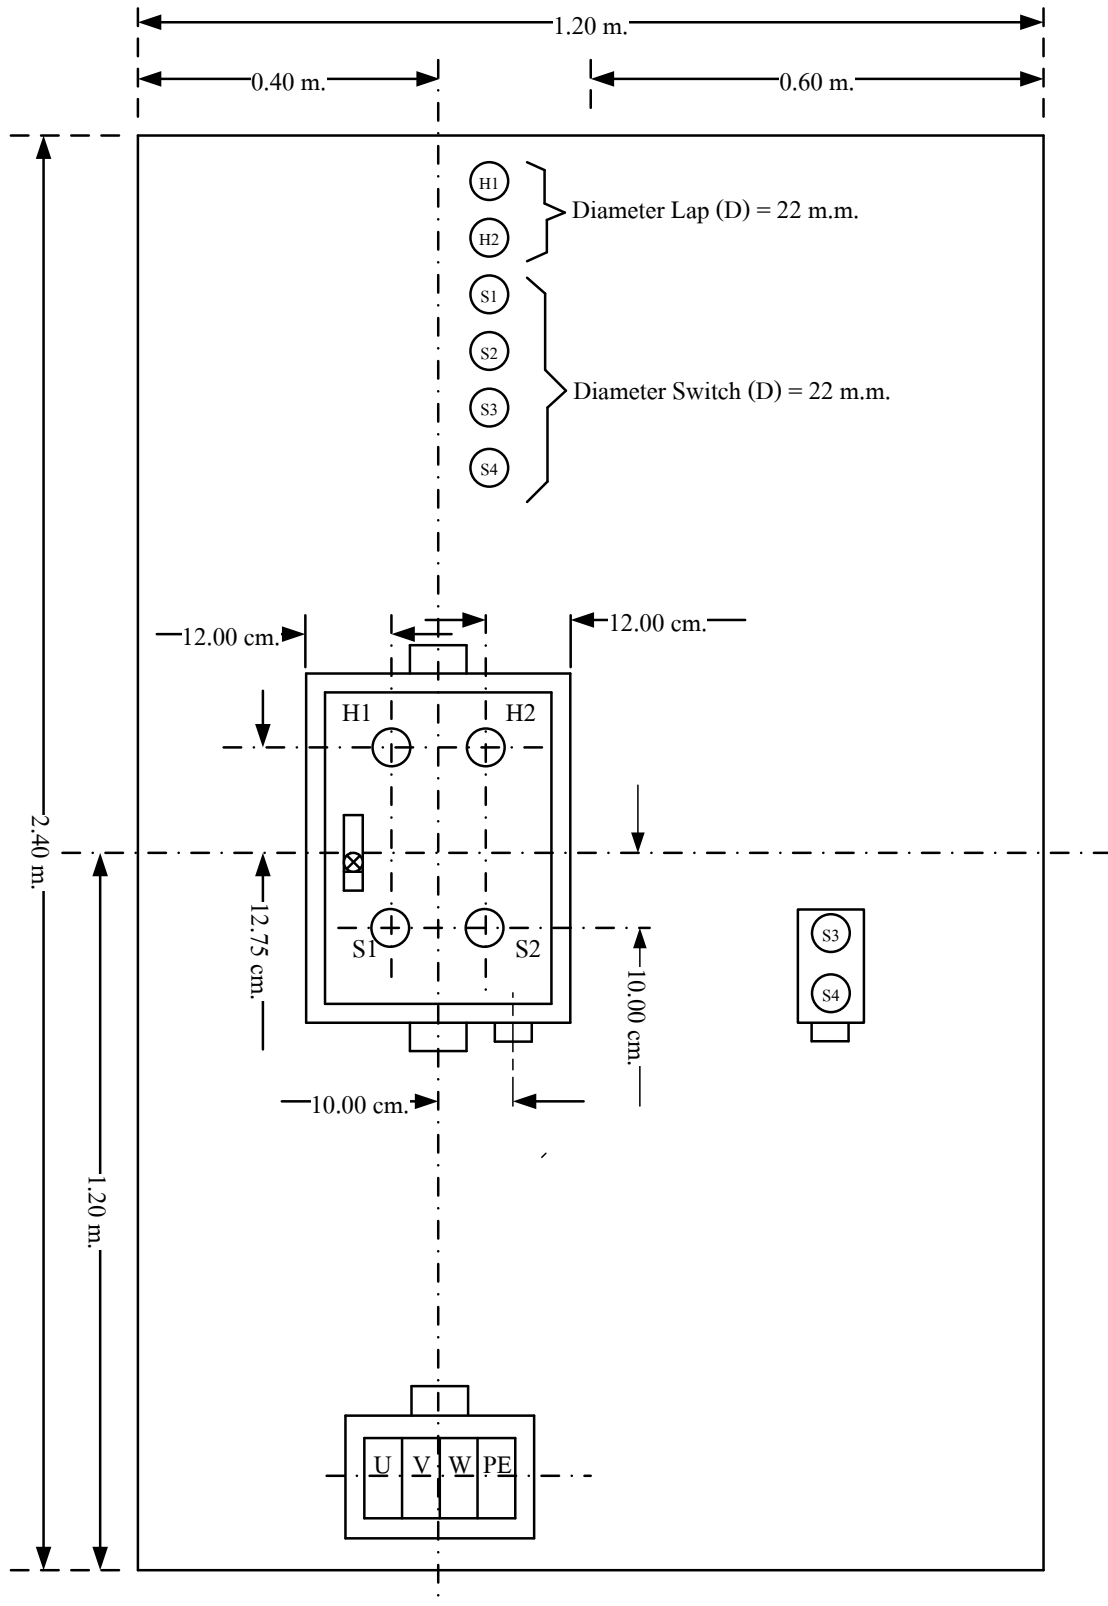 1.20 m.
0.40 m.
0.60 m.
H1
Diameter Lap (D) = 22 m.m.
H2
S1
S2
Diameter Switch (D) = 22 m.m.
S3
S4
12.00 cm.
12.00 cm.
H1
H2
2.40 m.
12.75 cm.
S1
S2
S3
S4
10.00 cm.
10.00 cm.
1.20 m.
U V W PE